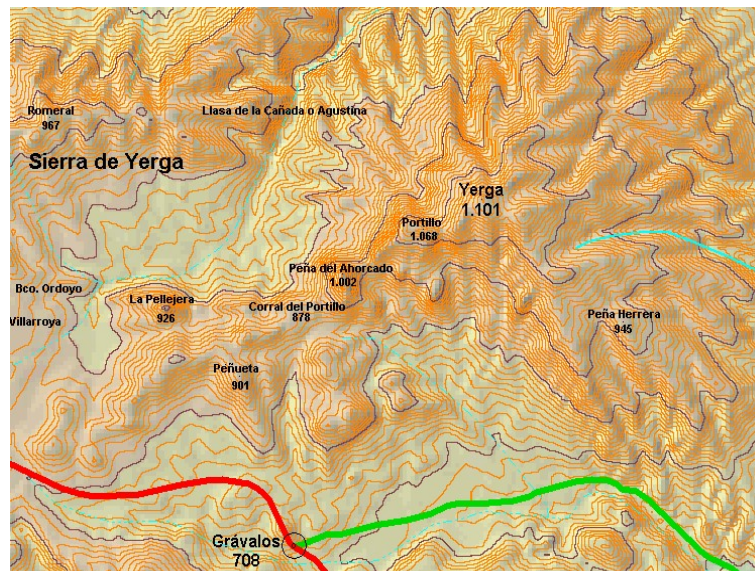 Romeral
967
Llasa de la Cañada o Agustina
Sierra de Yerga
Yerga
1.101
Portillo
1.068
Peña del Ahorcado
1.002
Bco. Ordoyo
La Pellejera
926
Corral del Portillo
878
Villarroya
Peña Herrera
945
Peñueta
901
Grávalos
708